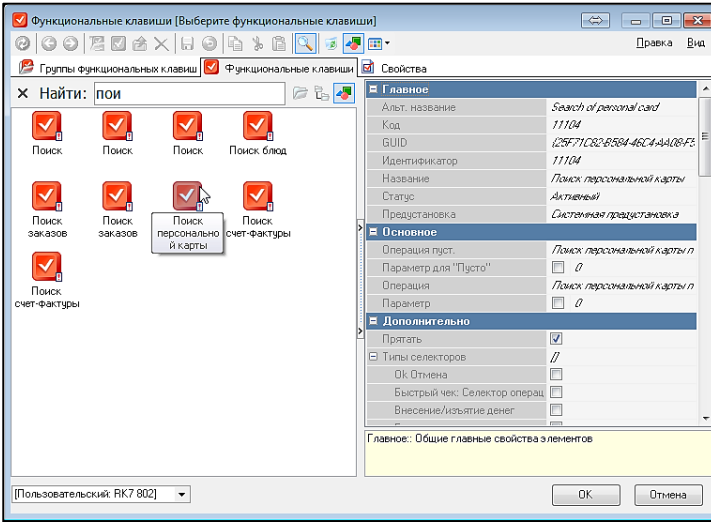 Функциональные клавиши [Выберите функциональные клавиши]
Правка Вид
Группы функциональных клавиш Функциональные клавиши Свойства
Найти: пои
Поиск Поиск Поиск Поиск блюд
Поиск заказов
Поиск заказов
Поиск персонально й карты
Поиск счет-фактуры
Поиск счет-фактуры
Главное
Альт. название Search of personal card
Код 11104
GUID
Идентификатор 11104
Название Поиск персональной карты
Статус Активный
Предустановка Системная предустановка
Основное
Операция пуст. Поиск персональной карты п
Параметр для "Пусто" 0
Операция Поиск персональной карты п
Параметр 0
Дополнительно
Прятать
Типы селекторов []
Ok Отмена
Быстрый чек: Селектор операц
Внесение/изъятие денег
Главное:: Общие главные свойства элементов
[Пользовательский: RK7 802]
OK Отмена